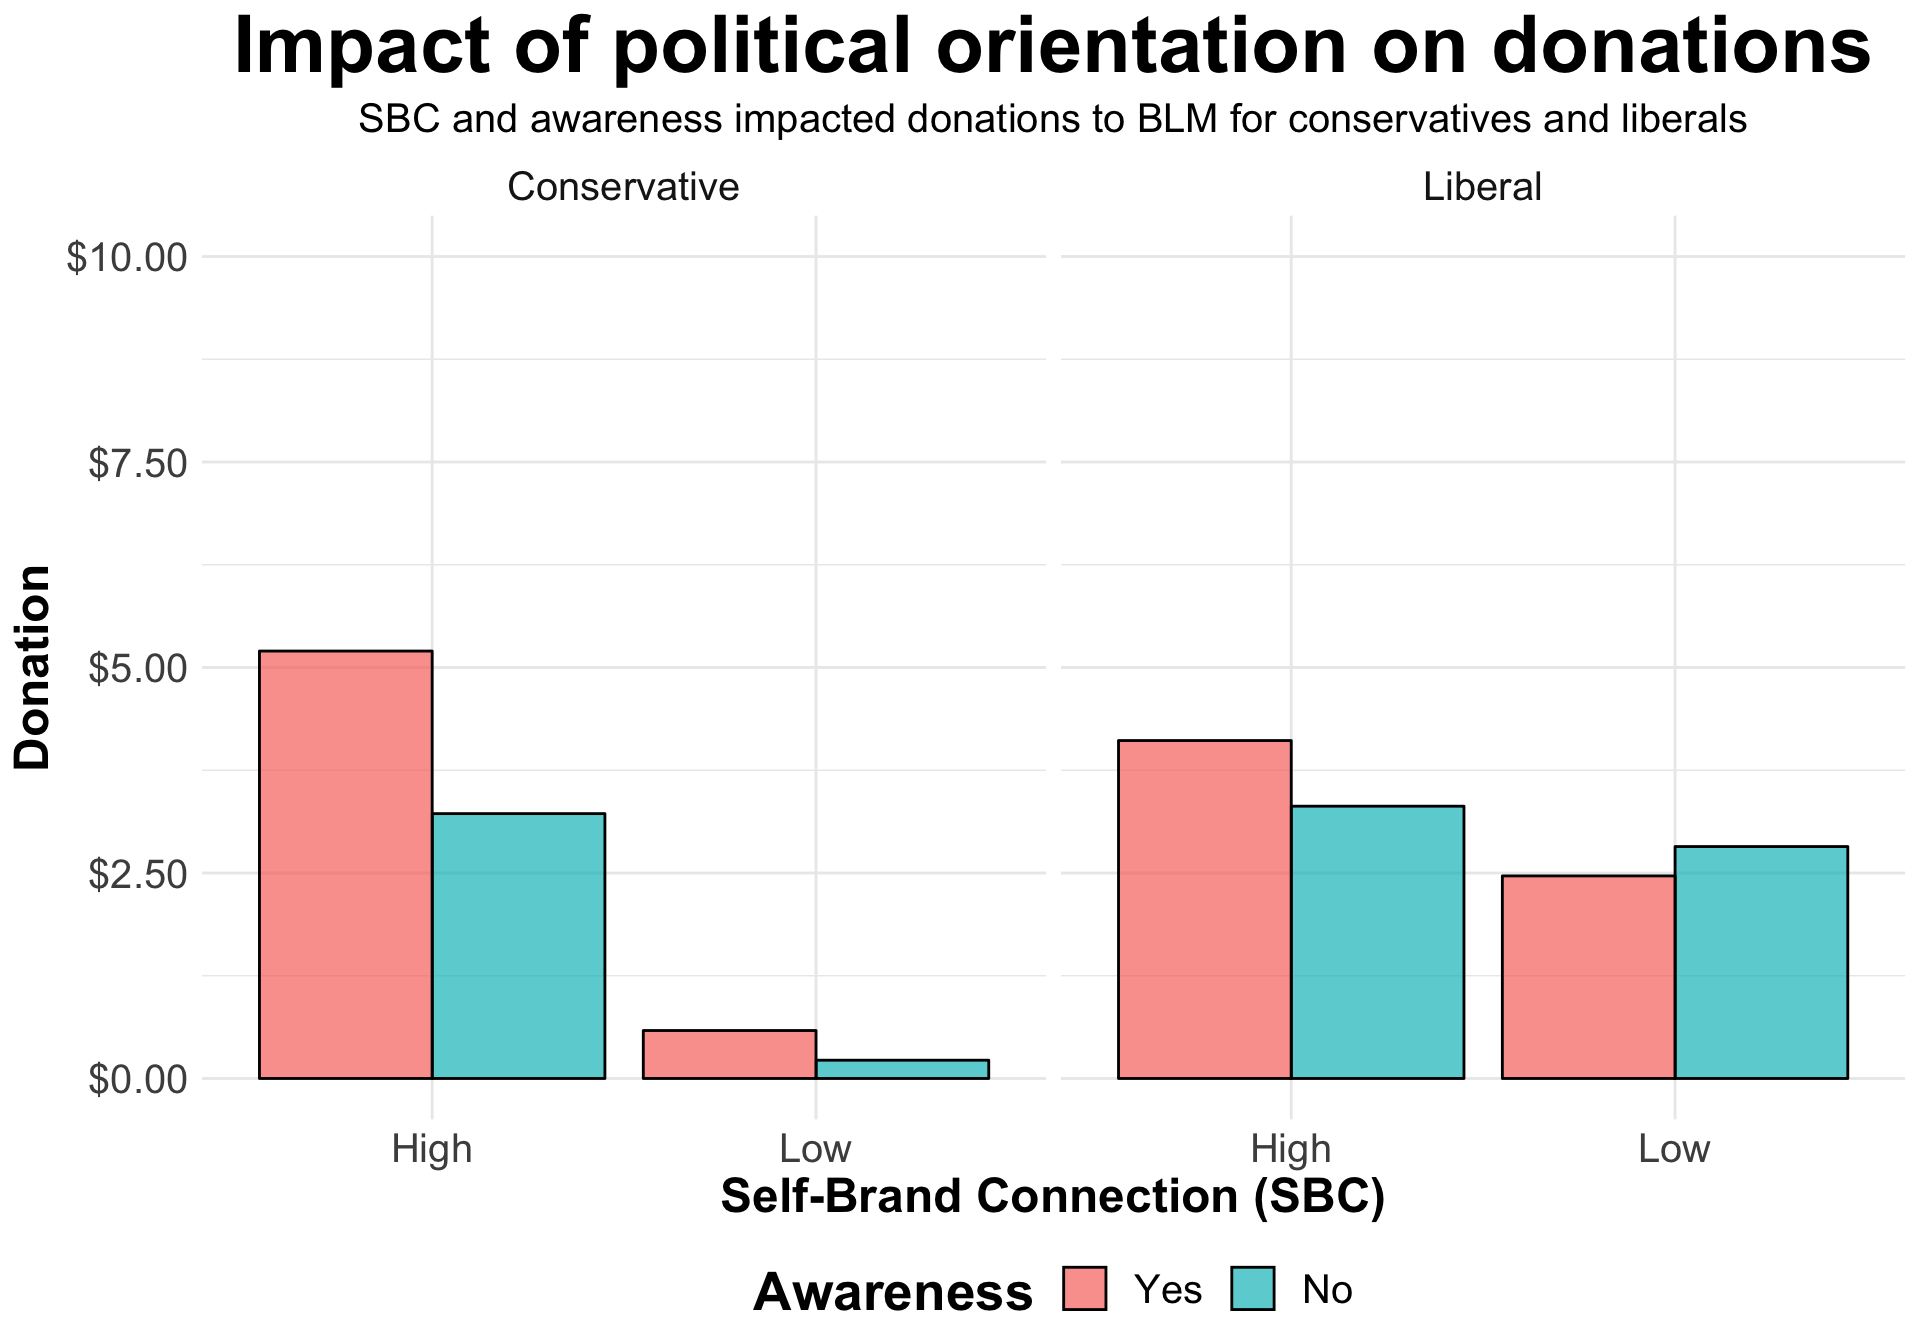 Impact of political orientation on donations
SBC and awareness impacted donations to BLM for conservatives and liberals
Conservative
Liberal
$10.00
$7.50
$5.00
$2.50
$0.00
Donation
High
Low
High
Low
Self-Brand Connection (SBC)
Awareness Yes No